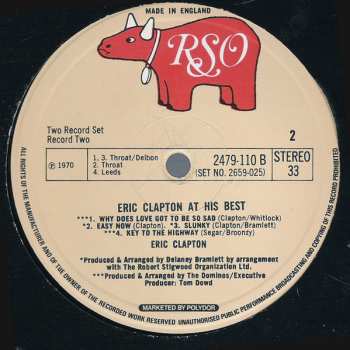 MADE IN ENGLAND
RSO
Two Record Set
Record Two
2
℗ 1970
1. 3. Throat/Delbon
2. Throat
4. Leeds
2479-110 B
(SET NO. 2659-025)
STEREO
33
ERIC CLAPTON AT HIS BEST
***1. WHY DOES LOVE GOT TO BE SO SAD (Clapton/Whitlock)
*2. EASY NOW (Clapton). *3. SLUNKY (Clapton/Bramlett)
***4. KEY TO THE HIGHWAY (Segar/Broonzy)
ERIC CLAPTON
*Produced & Arranged by Delaney Bramlett by arrangement
with The Robert Stigwood Organization Ltd.
***Produced & Arranged by The Dominos/Executive
Producer: Tom Dowd
MARKETED BY POLYDOR
ALL RIGHTS OF THE MANUFACTURER AND OF THE OWNER OF THE RECORDED WORK RESERVED UNAUTHORISED PUBLIC PERFORMANCE BROADCASTING AND COPYING OF THIS RECORD PROHIBITED